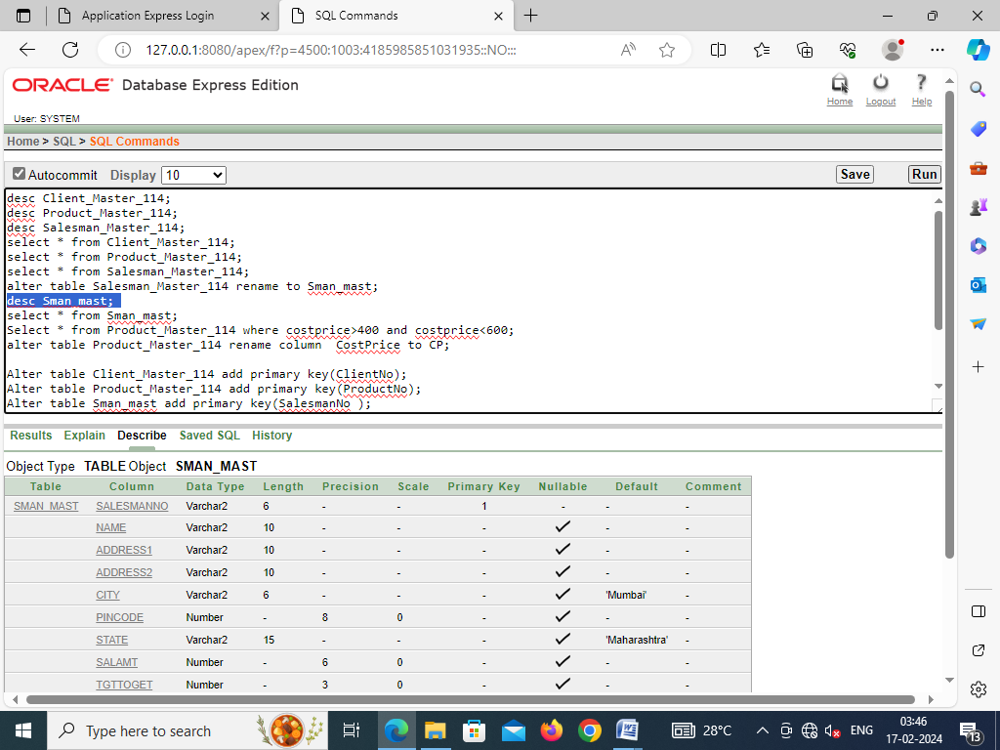 Application Express Login
SQL Commands
127.0.0.1:8080/apex/f?p=4500:1003:4185985851031935::NO:::
ORACLE® Database Express Edition
Home Logout Help
User: SYSTEM
Home > SQL > SQL Commands
Autocommit Display 10 Save Run
desc Client_Master_114;
desc Product_Master_114;
desc Salesman_Master_114;
select * from Client_Master_114;
select * from Product_Master_114;
select * from Salesman_Master_114;
alter table Salesman_Master_114 rename to Sman_mast;
desc Sman_mast;
select * from Sman_mast;
Select * from Product_Master_114 where costprice>400 and costprice<600;
alter table Product_Master_114 rename column  CostPrice to CP;
Alter table Client_Master_114 add primary key(ClientNo);
Alter table Product_Master_114 add primary key(ProductNo);
Alter table Sman_mast add primary key(SalesmanNo );
Results Explain Describe Saved SQL History
Object Type TABLE Object SMAN_MAST
Table Column Data Type Length Precision Scale Primary Key Nullable Default Comment
SMAN_MAST SALESMANNO Varchar2 6 - - 1 - - -
NAME Varchar2 10 - - - ✓ - -
ADDRESS1 Varchar2 10 - - - ✓ - -
ADDRESS2 Varchar2 10 - - - ✓ - -
CITY Varchar2 6 - - - ✓ 'Mumbai' -
PINCODE Number - 8 0 - ✓ - -
STATE Varchar2 15 - - - ✓ 'Maharashtra' -
SALAMT Number - 6 0 - ✓ - -
TGTTOGET Number - 3 0 - ✓ - -
Type here to search
28°C
ENG
03:46
17-02-2024
13